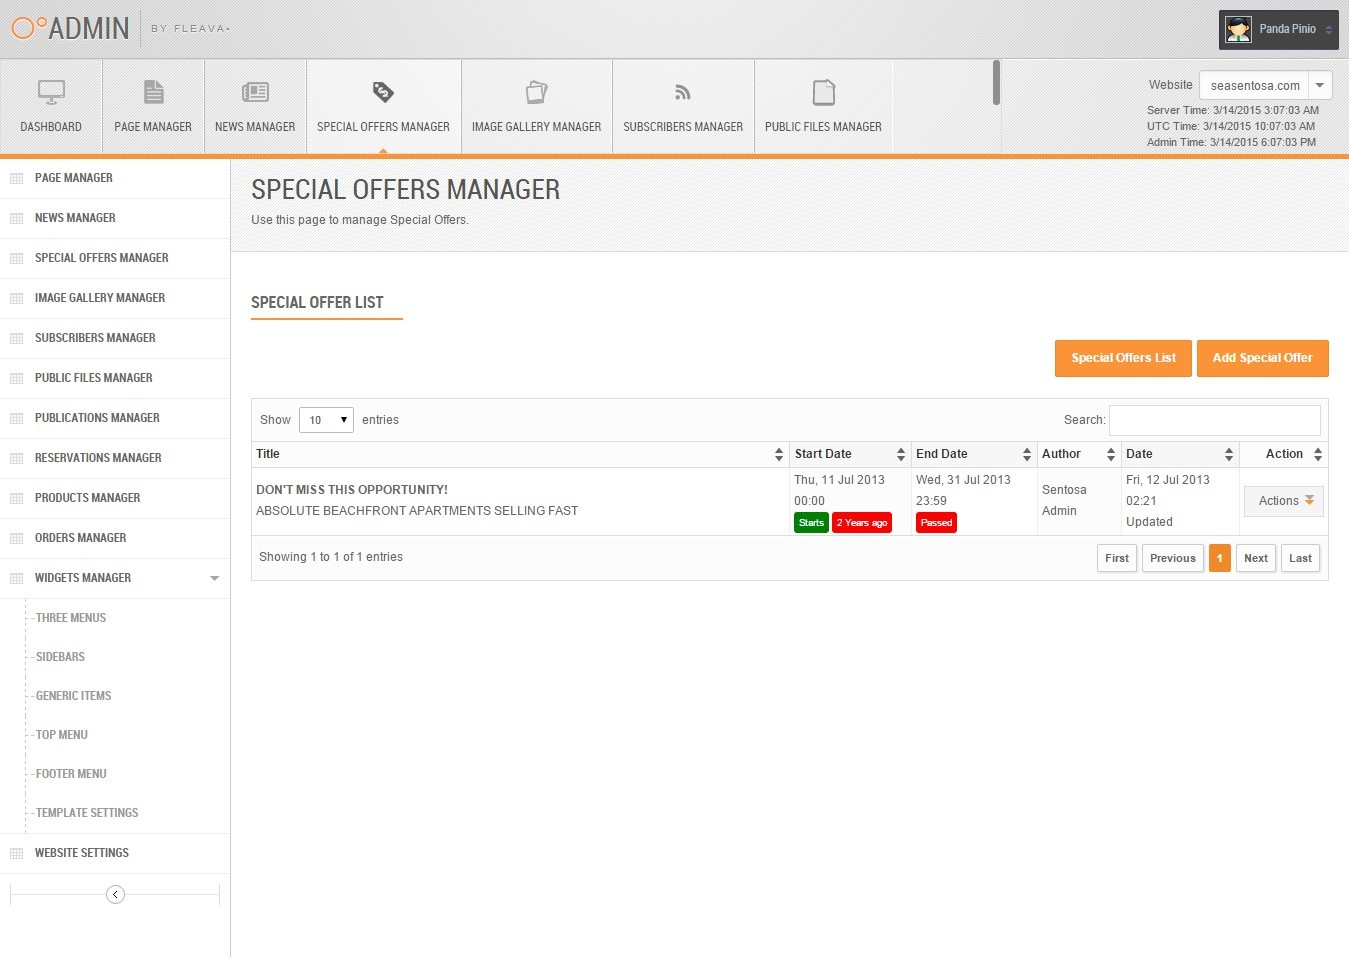 ADMIN BY FLEAVA
Panda Pinio
DASHBOARD
PAGE MANAGER
NEWS MANAGER
SPECIAL OFFERS MANAGER
IMAGE GALLERY MANAGER
SUBSCRIBERS MANAGER
PUBLIC FILES MANAGER
Website seasentosa.com
Server Time: 3/14/2015 3:07:03 AM
UTC Time: 3/14/2015 10:07:03 AM
Admin Time: 3/14/2015 6:07:03 PM
PAGE MANAGER
NEWS MANAGER
SPECIAL OFFERS MANAGER
IMAGE GALLERY MANAGER
SUBSCRIBERS MANAGER
PUBLIC FILES MANAGER
PUBLICATIONS MANAGER
RESERVATIONS MANAGER
PRODUCTS MANAGER
ORDERS MANAGER
WIDGETS MANAGER
THREE MENUS
SIDEBARS
GENERIC ITEMS
TOP MENU
FOOTER MENU
TEMPLATE SETTINGS
WEBSITE SETTINGS
SPECIAL OFFERS MANAGER
Use this page to manage Special Offers.
SPECIAL OFFER LIST
Special Offers List Add Special Offer
Show 10 entries Search:
Title Start Date End Date Author Date Action
DON'T MISS THIS OPPORTUNITY!
ABSOLUTE BEACHFRONT APARTMENTS SELLING FAST
Thu, 11 Jul 2013
00:00
Starts 2 Years ago
Wed, 31 Jul 2013
23:59
Passed
Sentosa
Admin
Fri, 12 Jul 2013
02:21
Updated
Actions
Showing 1 to 1 of 1 entries
First Previous 1 Next Last